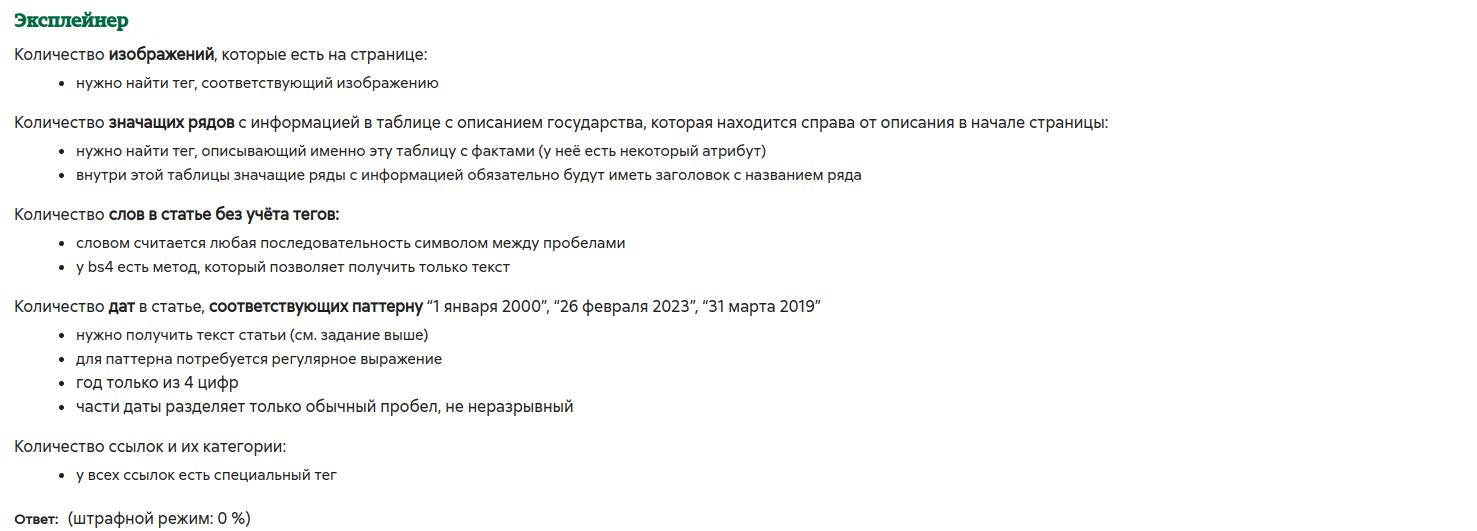 Эксплейнер
Количество изображений, которые есть на странице:
• нужно найти тег, соответствующий изображению
Количество значащих рядов с информацией в таблице с описанием государства, которая находится справа от описания в начале страницы:
• нужно найти тег, описывающий именно эту таблицу с фактами (у неё есть некоторый атрибут)
• внутри этой таблицы значащие ряды с информацией обязательно будут иметь заголовок с названием ряда
Количество слов в статье без учёта тегов:
• словом считается любая последовательность символом между пробелами
• у bs4 есть метод, который позволяет получить только текст
Количество дат в статье, соответствующих паттерну “1 января 2000”, “26 февраля 2023”, “31 марта 2019”
• нужно получить текст статьи (см. задание выше)
• для паттерна потребуется регулярное выражение
• год только из 4 цифр
• части даты разделяет только обычный пробел, не неразрывный
Количество ссылок и их категории:
• у всех ссылок есть специальный тег
Ответ: (штрафной режим: 0 %)